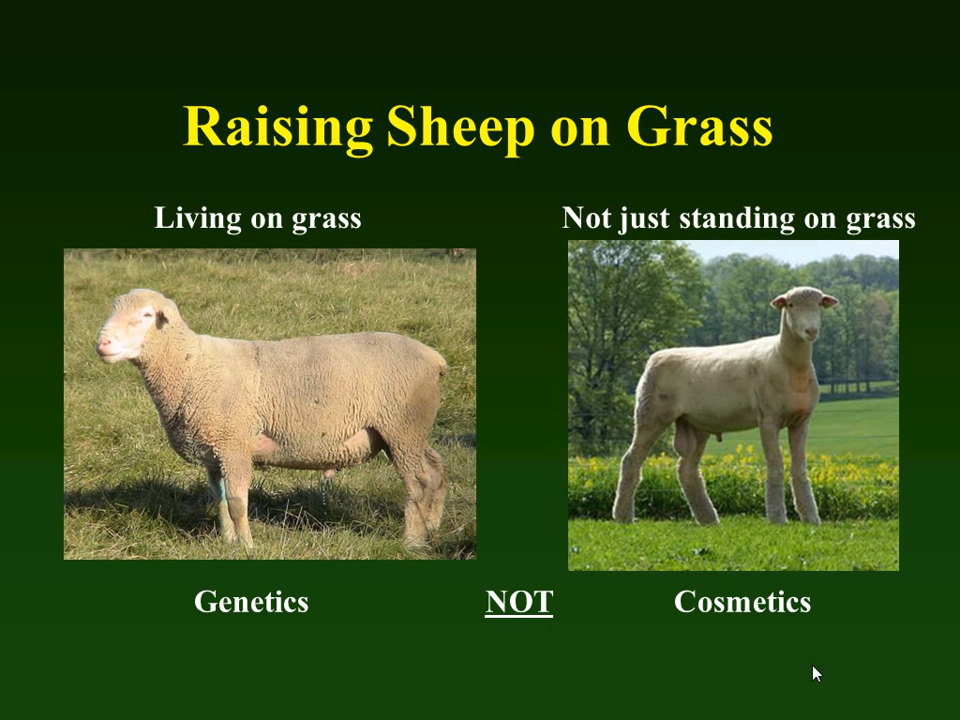 Raising Sheep on Grass
Living on grass
Not just standing on grass
Genetics NOT Cosmetics